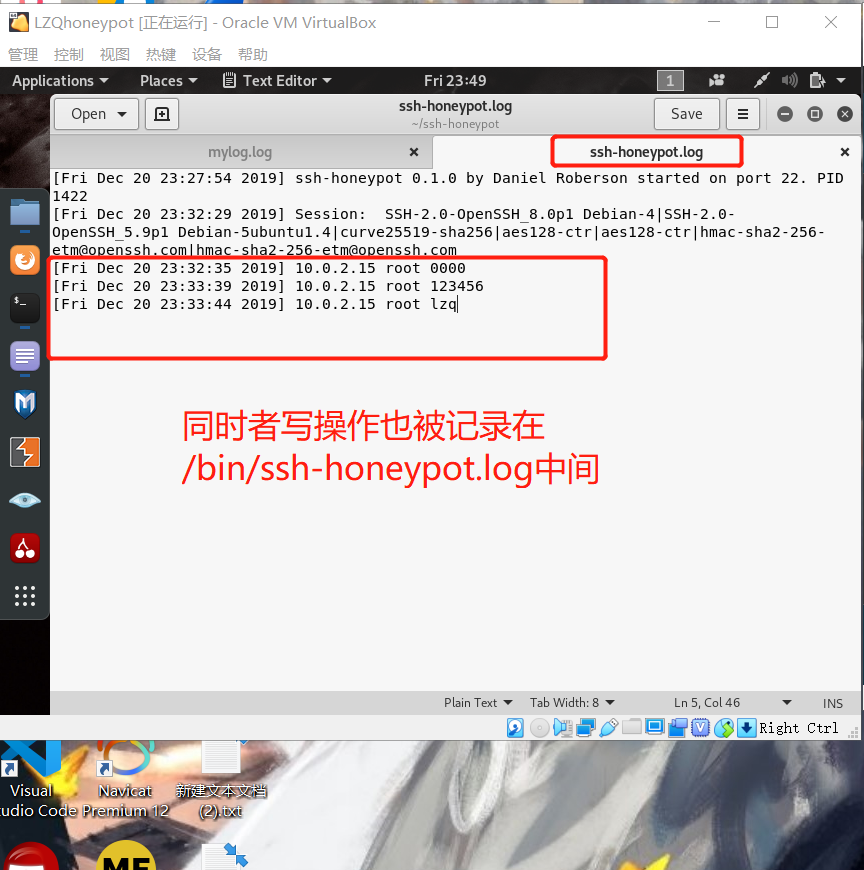 LZQhoneypot [正在运行] - Oracle VM VirtualBox
管理 控制 视图 热键 设备 帮助
Applications Places Text Editor Fri 23:49 1
Open ssh-honeypot.log Save
~/ssh-honeypot
mylog.log ssh-honeypot.log
[Fri Dec 20 23:27:54 2019] ssh-honeypot 0.1.0 by Daniel Roberson started on port 22. PID
1422
[Fri Dec 20 23:32:29 2019] Session: SSH-2.0-OpenSSH_8.0p1 Debian-4|SSH-2.0-
OpenSSH_5.9p1 Debian-5ubuntu1.4|curve25519-sha256|aes128-ctr|aes128-ctr|hmac-sha2-256-
etm@openssh.com|hmac-sha2-256-etm@openssh.com
[Fri Dec 20 23:32:35 2019] 10.0.2.15 root 0000
[Fri Dec 20 23:33:39 2019] 10.0.2.15 root 123456
[Fri Dec 20 23:33:44 2019] 10.0.2.15 root lzq
同时者写操作也被记录在
/bin/ssh-honeypot.log中间
Plain Text Tab Width: 8 Ln 5, Col 46 INS
Right Ctrl
Visual Navicat 新建文本文档
udio Code Premium 12 (2).txt
ME